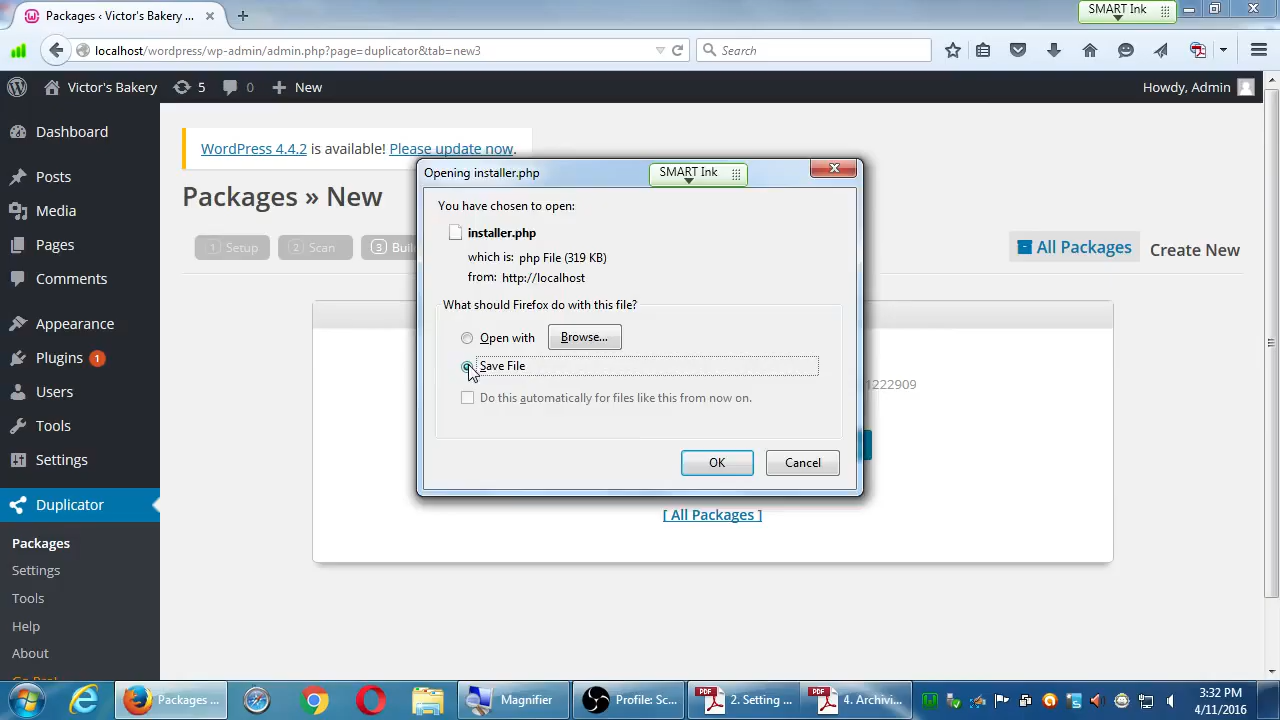 Packages ‹ Victor's Bakery ...
SMART Ink
localhost/wordpress/wp-admin/admin.php?page=duplicator&tab=new3
Search
Victor's Bakery
5
0
New
Howdy, Admin
Dashboard
Posts
Media
Pages
Comments
Appearance
Plugins 1
Users
Tools
Settings
Duplicator
Packages
Settings
Tools
Help
About
WordPress 4.4.2 is available! Please update now.
Packages » New
1 Setup
2 Scan
3
All Packages
Create New
Opening installer.php
SMART Ink
You have chosen to open:
installer.php
which is: php File (319 KB)
from: http://localhost
What should Firefox do with this file?
Open with
Browse...
Save File
Do this automatically for files like this from now on.
OK
Cancel
1222909
[ All Packages ]
Packages ...
Magnifier
Profile: Sc...
PDF
2. Setting ...
PDF
4. Archivi...
3:32 PM
4/11/2016